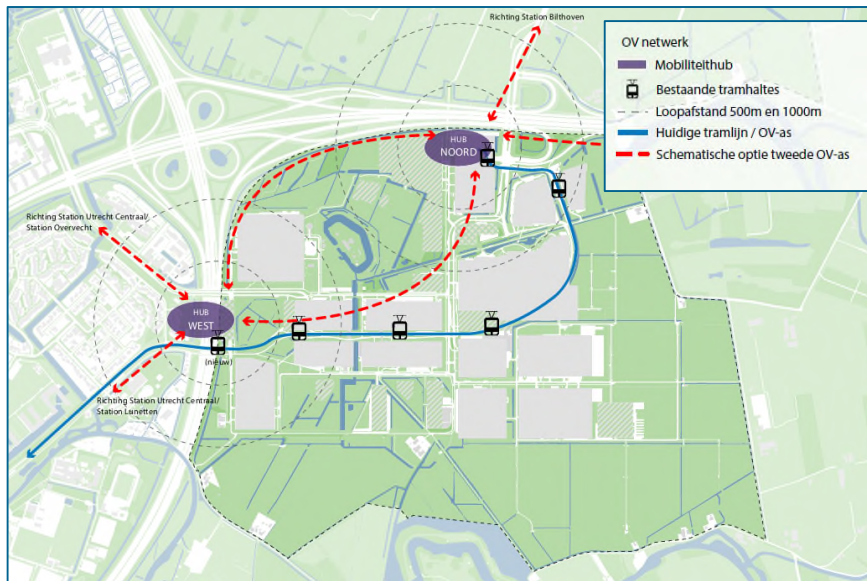 Richting Station Bilthoven
OV netwerk
Mobiliteithub
Bestaande tramhaltes
Loopafstand 500m en 1000m
Huidige tramlijn / OV-as
Schematische optie tweede OV-as
HUB
NOORD
Richting Station Utrecht Centraal/
Station Overvecht
HUB
WEST
(nieuw)
Richting Station Utrecht Centraal/
Station Lunetten